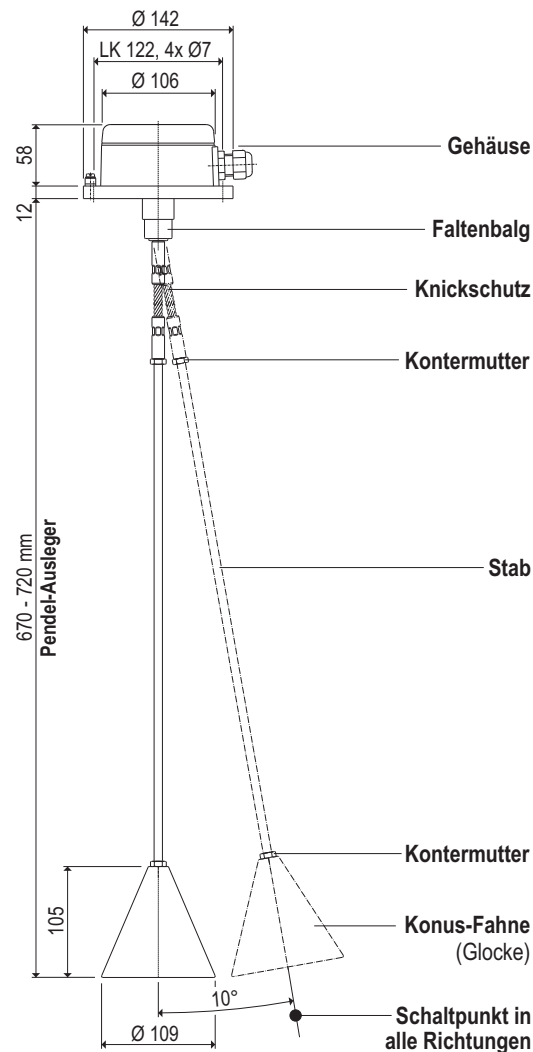 Ø 142
LK 122, 4x Ø7
Ø 106
58
Gehäuse
12
Faltenbalg
Knickschutz
Kontermutter
670 - 720 mm
Pendel-Ausleger
Stab
Kontermutter
105
Konus-Fahne
(Glocke)
10°
Schaltpunkt in
alle Richtungen
Ø 109